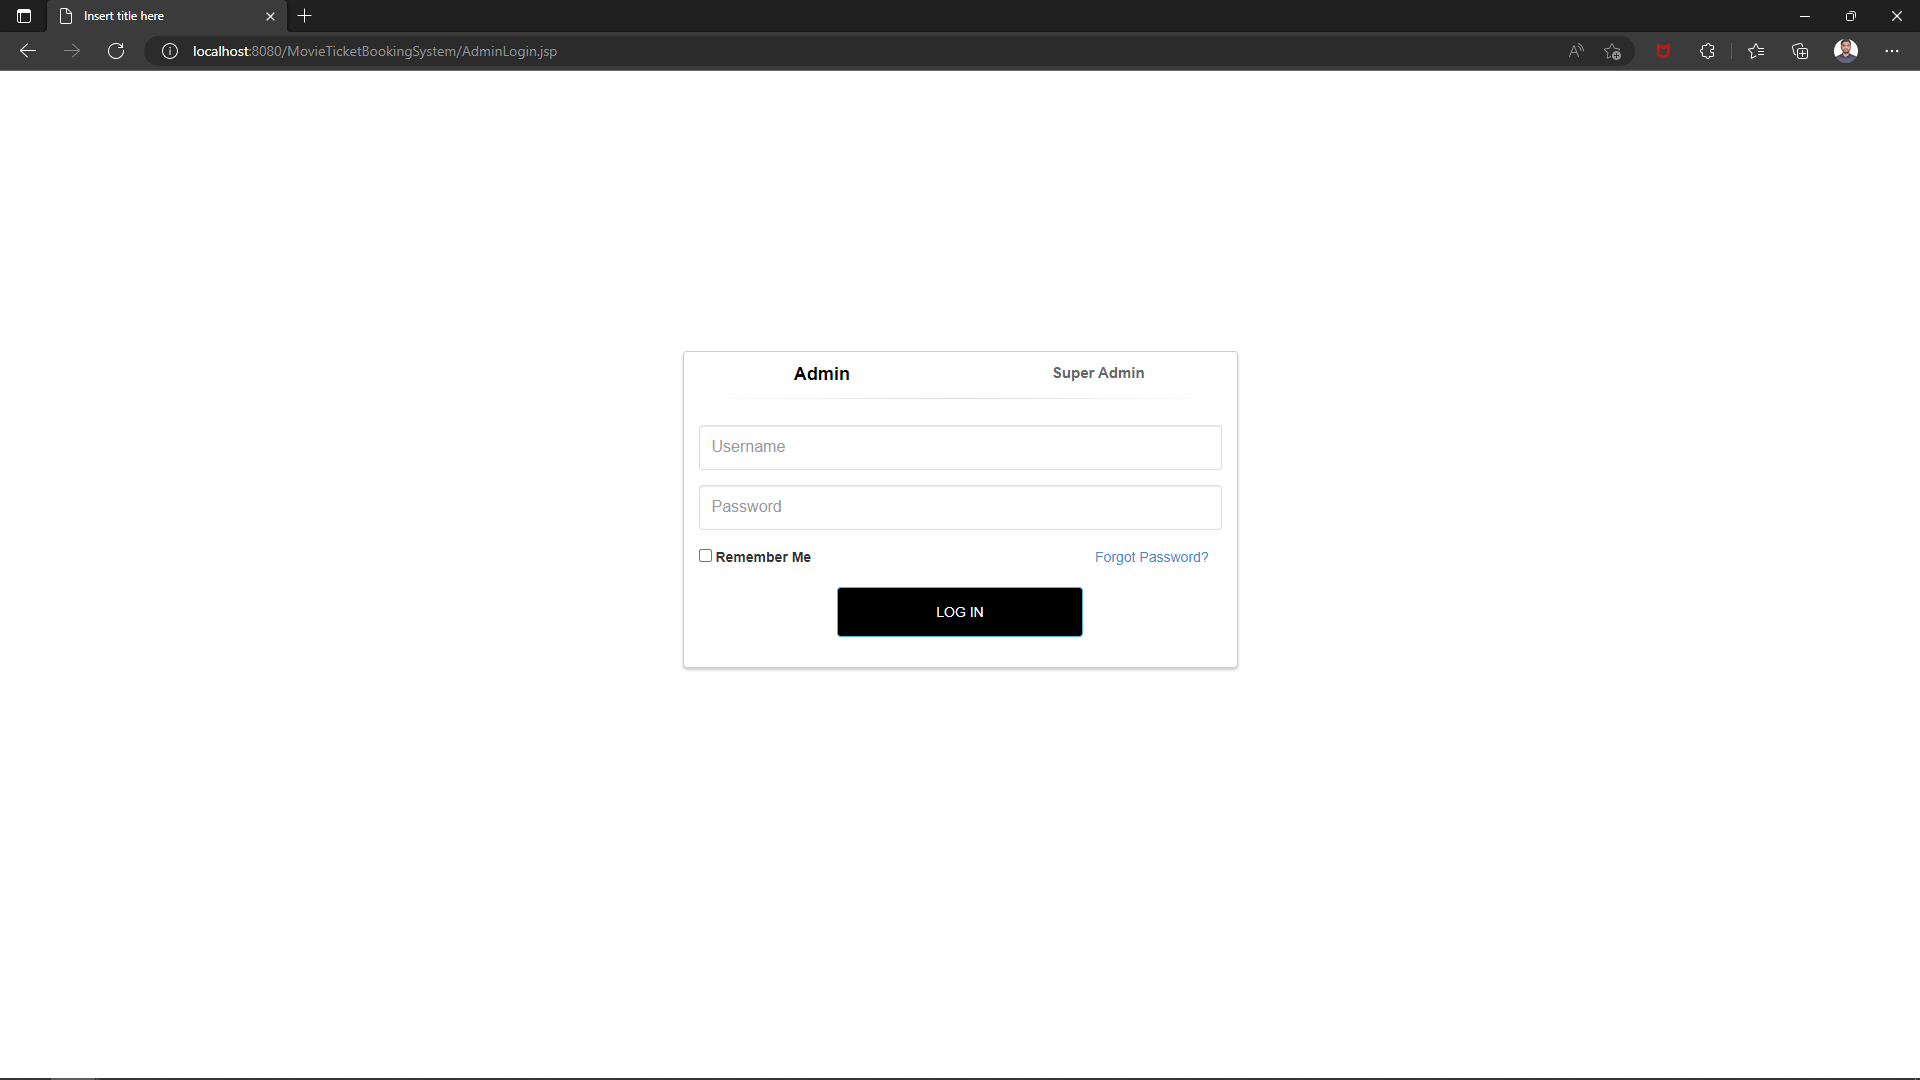 Insert title here
localhost:8080/MovieTicketBookingSystem/AdminLogin.jsp
Admin Super Admin
Username
Password
Remember Me Forgot Password?
LOG IN